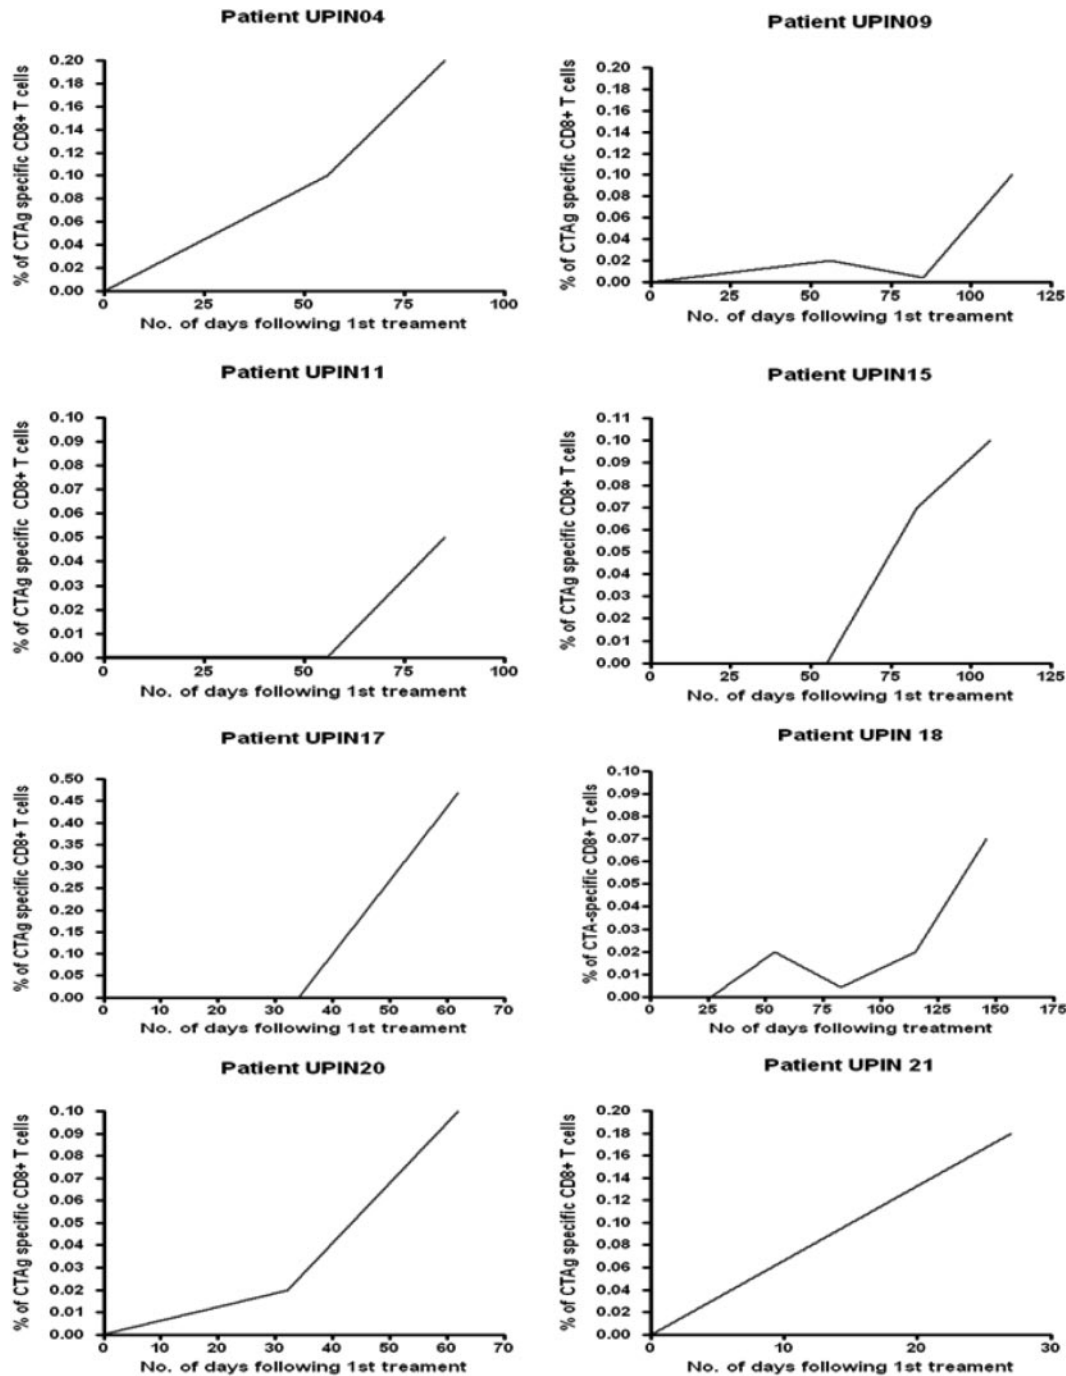 Patient UPIN04
% of CTAg specific CD8+ T cells
0.20
0.18
0.16
0.14
0.12
0.10
0.08
0.06
0.04
0.02
0.00
0 25 50 75 100
No. of days following 1st treament
Patient UPIN09
% of CTAg specific CD8+ T cells
0.20
0.18
0.16
0.14
0.12
0.10
0.08
0.06
0.04
0.02
0.00
0 25 50 75 100 125
No. of days following 1st treament
Patient UPIN11
% of CTAg specific CD8+ T cells
0.10
0.09
0.08
0.07
0.06
0.05
0.04
0.03
0.02
0.01
0.00
0 25 50 75 100
No. of days following 1st treament
Patient UPIN15
% of CTAg specific CD8+ T cells
0.11
0.10
0.09
0.08
0.07
0.06
0.05
0.04
0.03
0.02
0.01
0.00
0 25 50 75 100 125
No. of days following 1st treament
Patient UPIN17
% of CTAg specific CD8+ T cells
0.50
0.45
0.40
0.35
0.30
0.25
0.20
0.15
0.10
0.05
0.00
0 10 20 30 40 50 60 70
No. of days following 1st treament
Patient UPIN 18
% of CTA-specific CD8+ T cells
0.10
0.09
0.08
0.07
0.06
0.05
0.04
0.03
0.02
0.01
0.00
0 25 50 75 100 125 150 175
No of days following treatment
Patient UPIN20
% of CTAg specific CD8+ T cells
0.10
0.09
0.08
0.07
0.06
0.05
0.04
0.03
0.02
0.01
0.00
0 10 20 30 40 50 60 70
No. of days following 1st treament
Patient UPIN 21
% of CTAg specific CD8+ T cells
0.20
0.18
0.16
0.14
0.12
0.10
0.08
0.06
0.04
0.02
0.00
0 10 20 30
No. of days following 1st treament